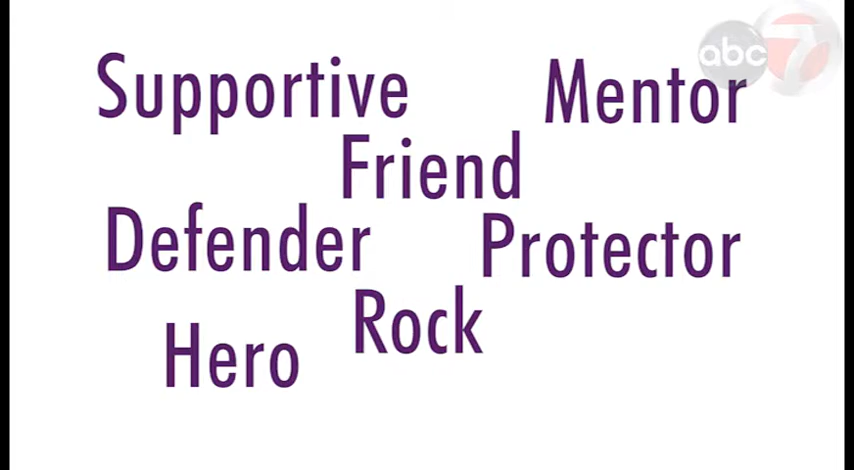 Supportive
Mentor
abc 7
Friend
Defender
Protector
Rock
Hero